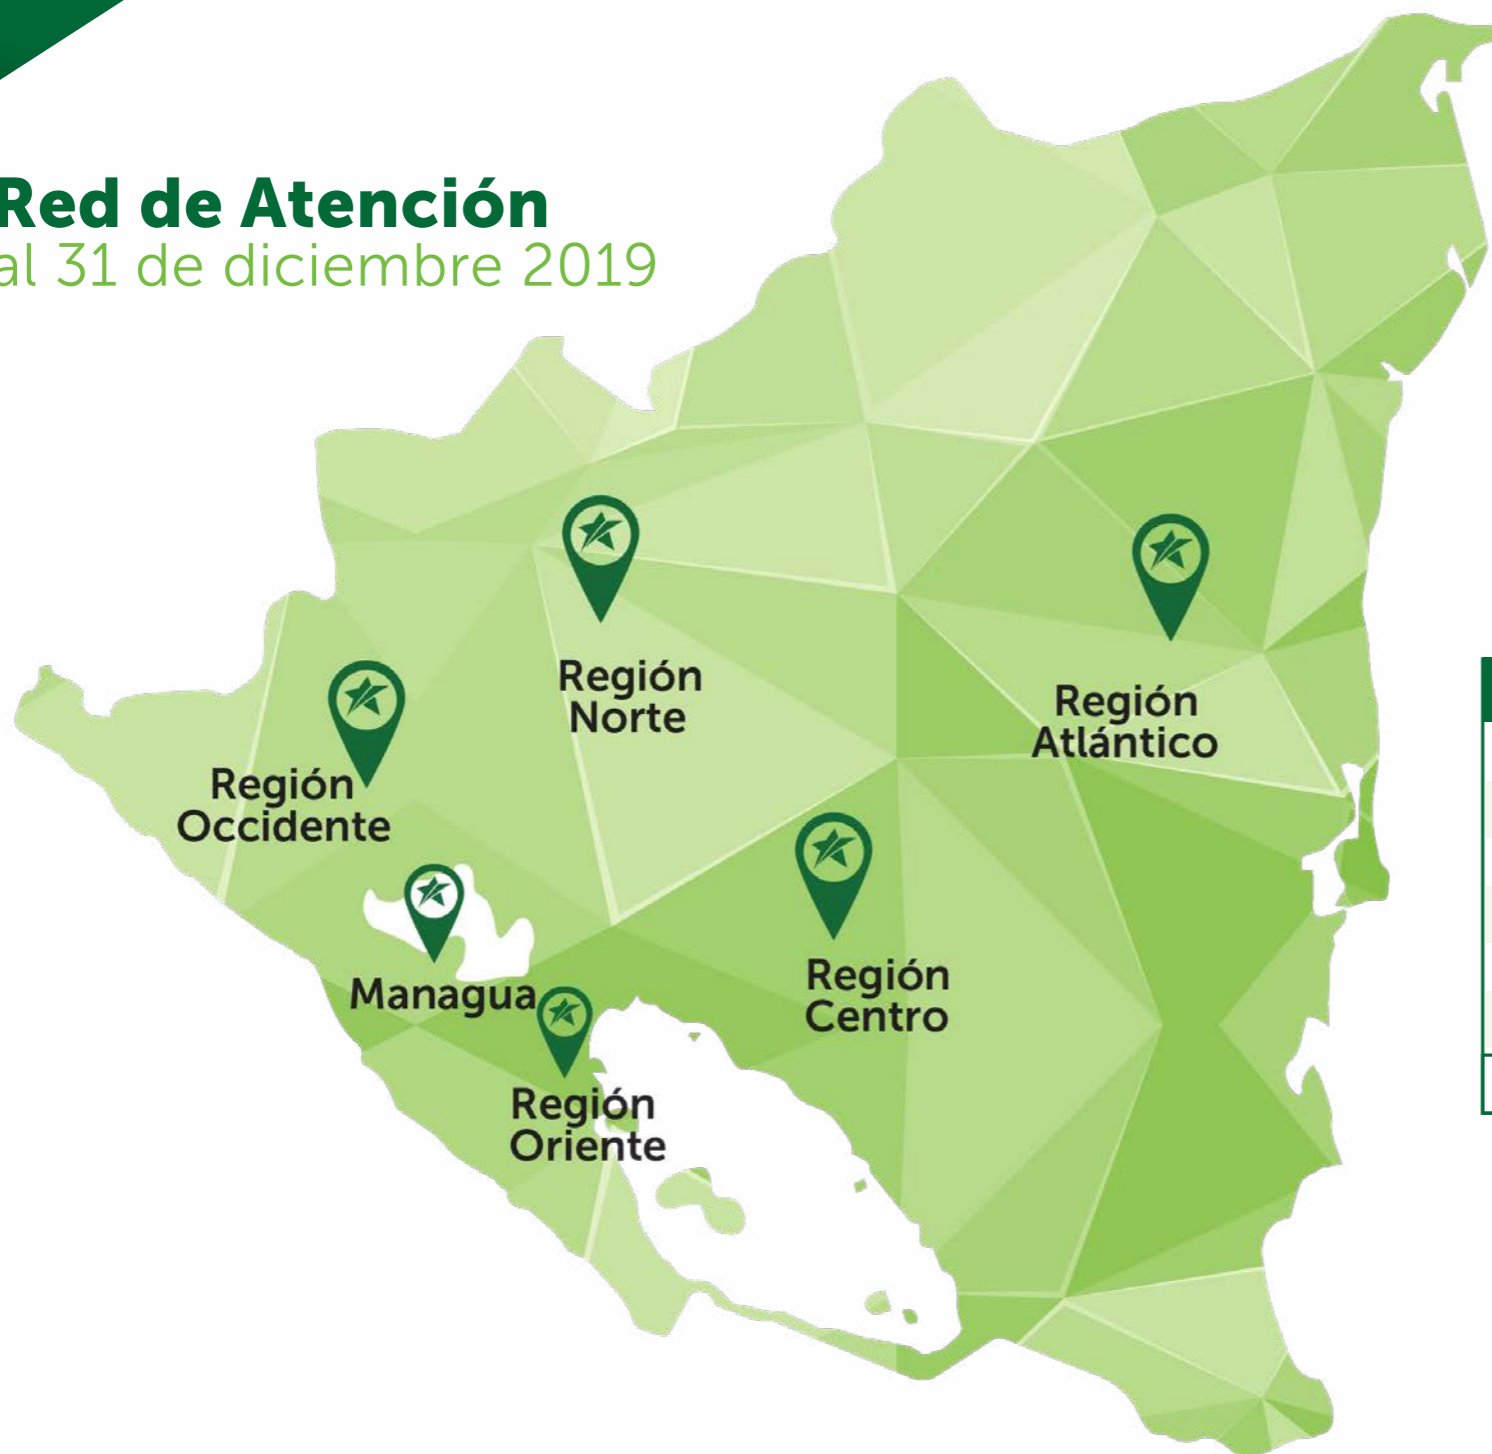 Red de Atención
al 31 de diciembre 2019
Región
Norte
Región
Atlántico
Región
Occidente
Región
Centro
Managua
Región
Oriente